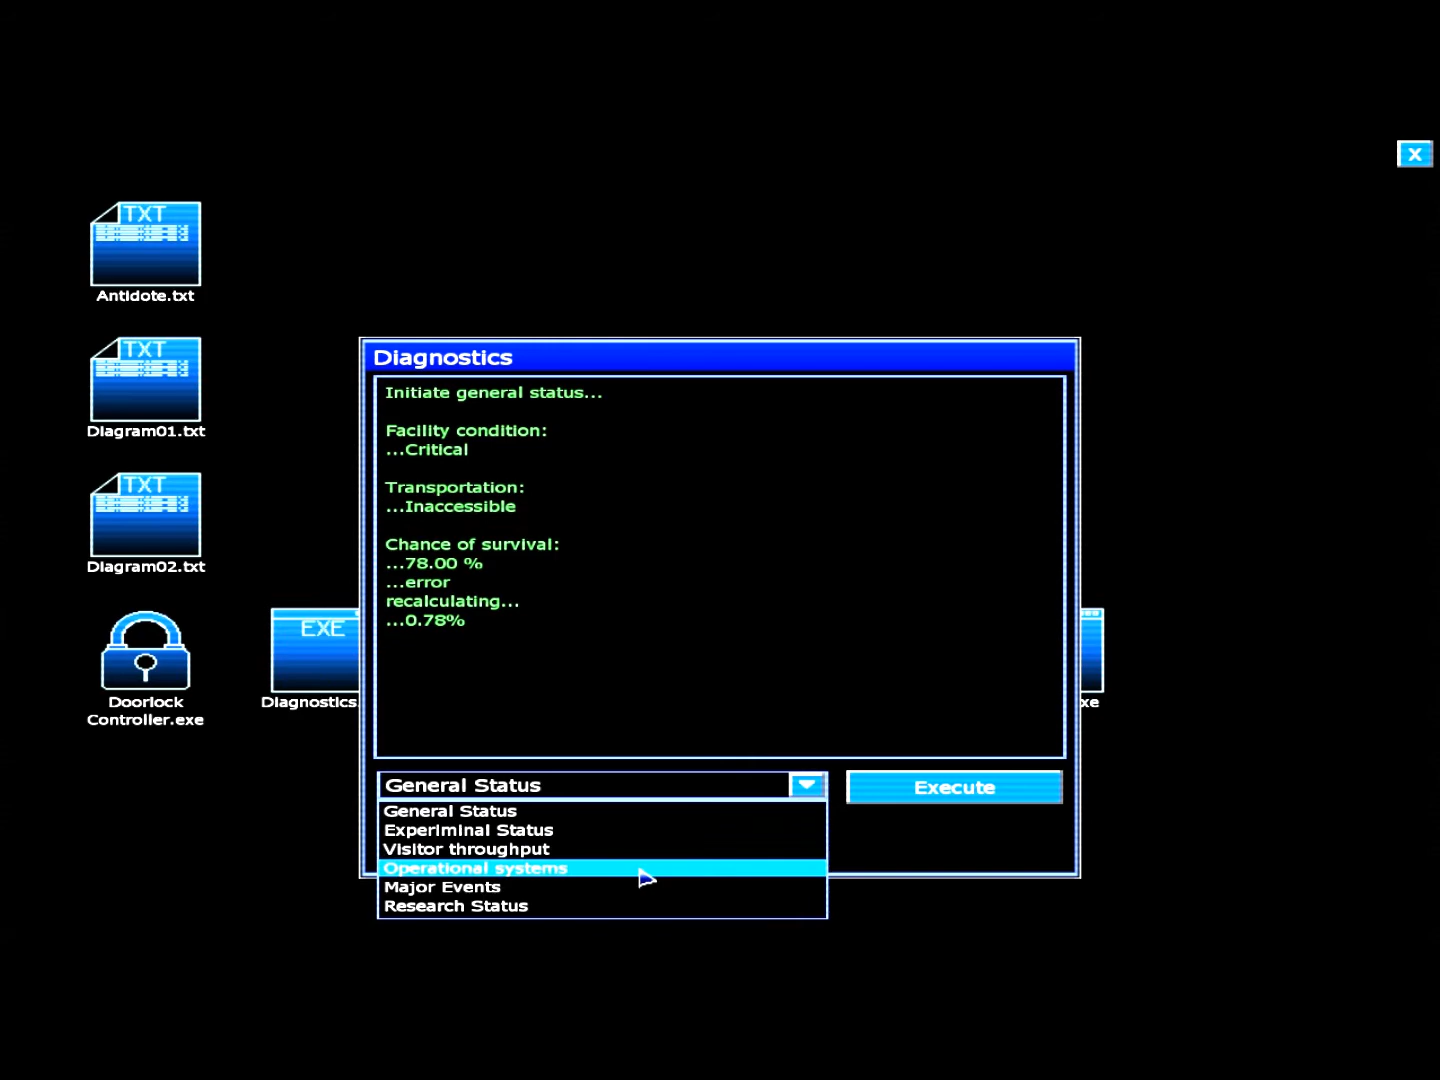 X
TXT
Antidote.txt
TXT
Diagram01.txt
TXT
Diagram02.txt
Doorlock
Controller.exe
EXE
Diagnostics.
xe
Diagnostics
Initiate general status...
Facility condition:
...Critical
Transportation:
...Inaccessible
Chance of survival:
...78.00 %
...error
recalculating...
...0.78%
General Status
Execute
General Status
Experiminal Status
Visitor throughput
Operational systems
Major Events
Research Status